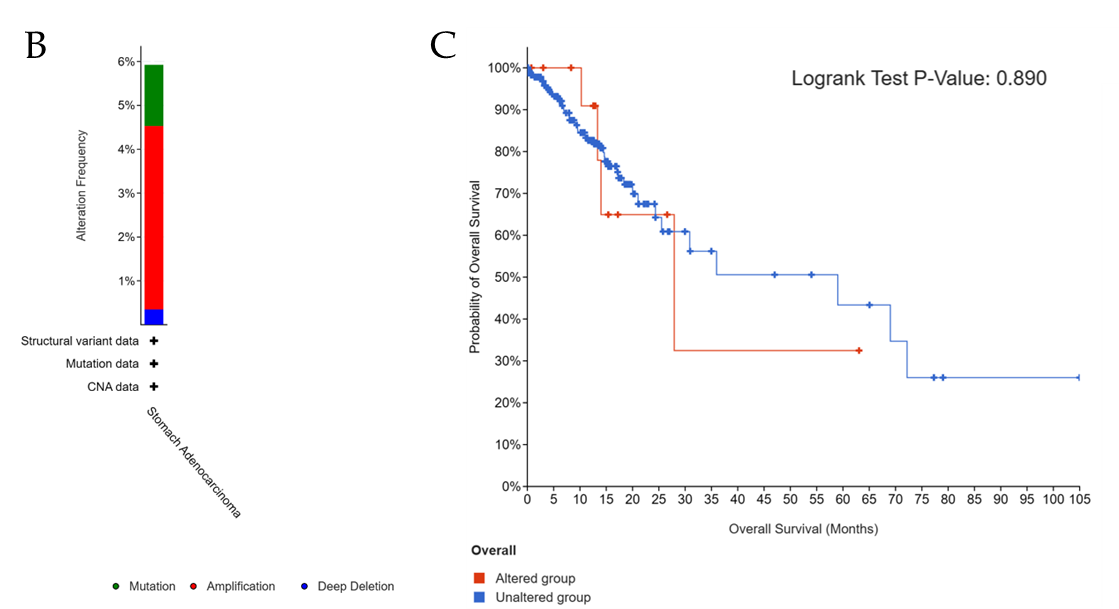 B
6%
5%
4%
3%
2%
1%
Alteration Frequency
Structural variant data
Mutation data
CNA data
Stomach Adenocarcinoma
Mutation Amplification Deep Deletion
C
Logrank Test P-Value: 0.890
100%
90%
80%
70%
60%
50%
40%
30%
20%
10%
0%
Probability of Overall Survival
0 5 10 15 20 25 30 35 40 45 50 55 60 65 70 75 80 85 90 95 100 105
Overall Survival (Months)
Overall
Altered group
Unaltered group